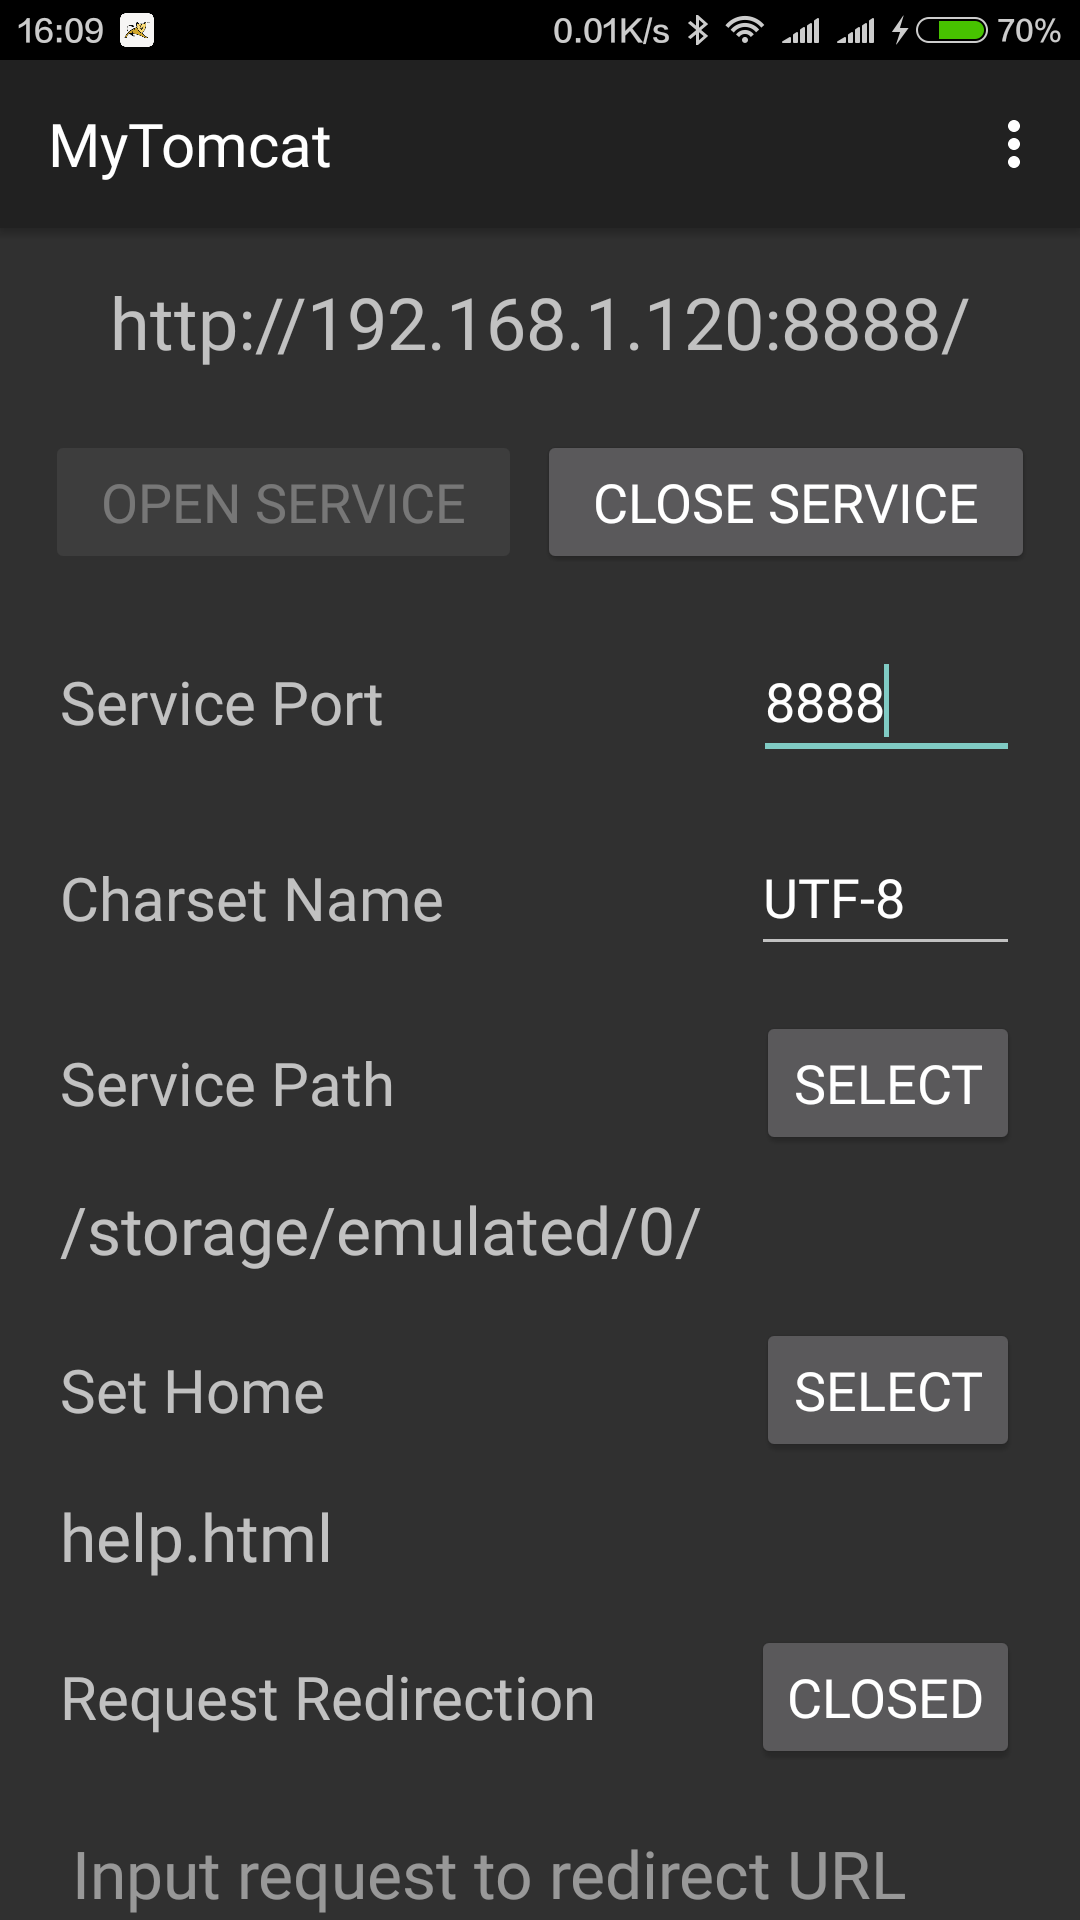 16:09 0.01K/s 70%
MyTomcat
http://192.168.1.120:8888/
OPEN SERVICE CLOSE SERVICE
Service Port 8888
Charset Name UTF-8
Service Path SELECT
/storage/emulated/0/
Set Home SELECT
help.html
Request Redirection CLOSED
Input request to redirect URL